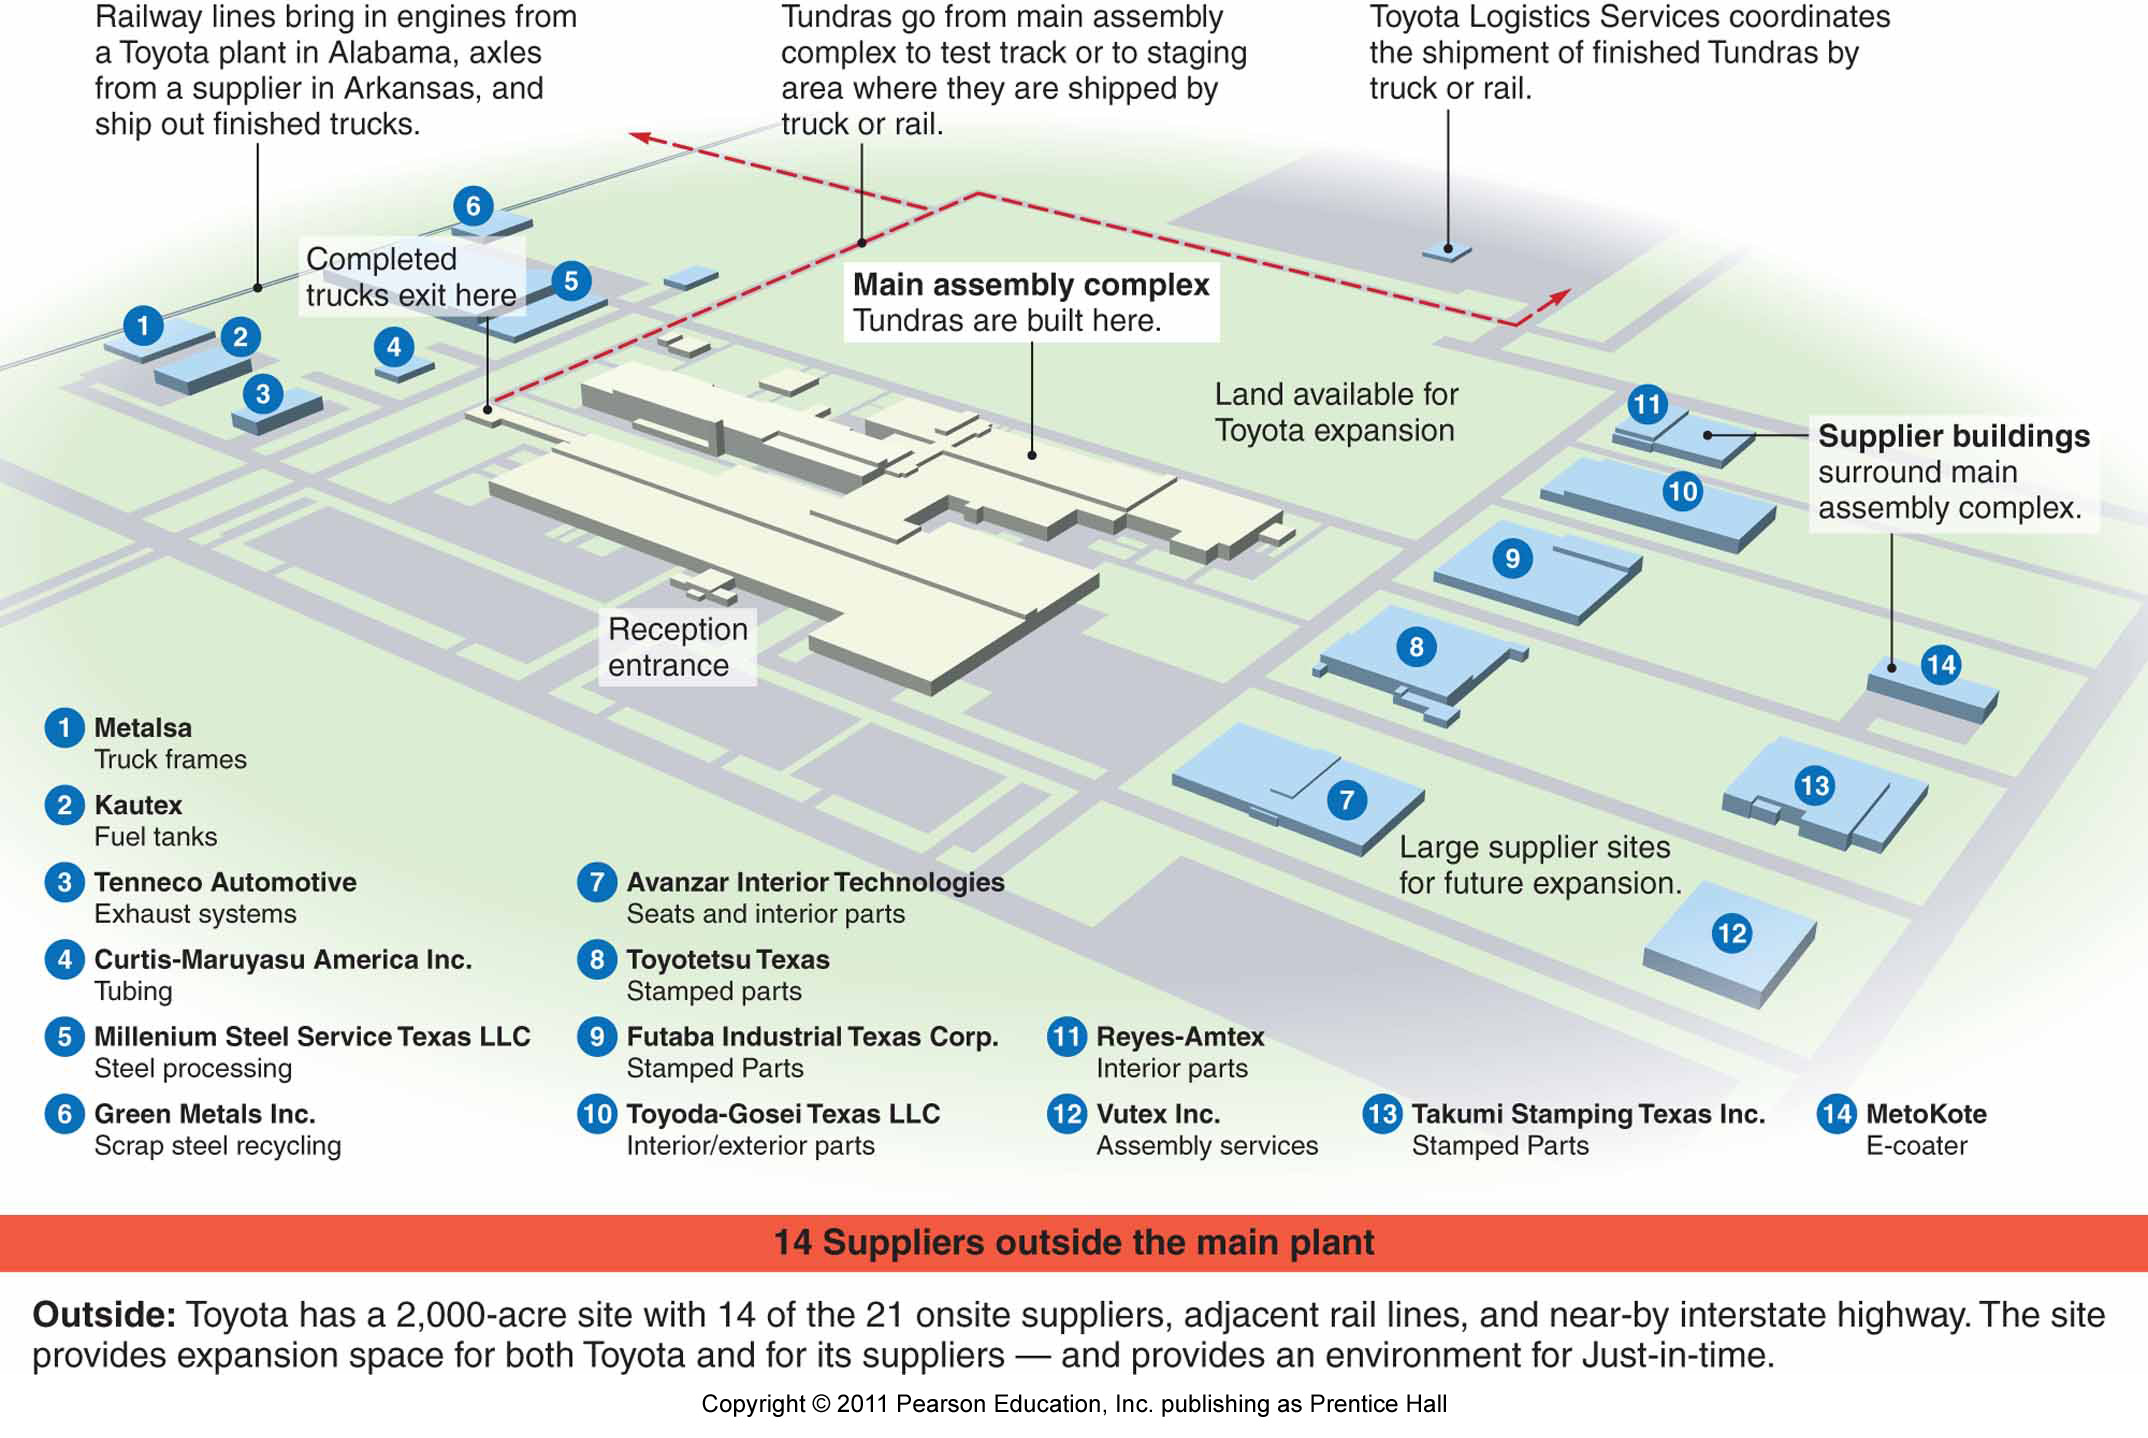 Railway lines bring in engines from
a Toyota plant in Alabama, axles
from a supplier in Arkansas, and
ship out finished trucks.
Tundras go from main assembly
complex to test track or to staging
area where they are shipped by
truck or rail.
Toyota Logistics Services coordinates
the shipment of finished Tundras by
truck or rail.
6
Completed
trucks exit here
5
1
2
4
3
Main assembly complex
Tundras are built here.
Land available for
Toyota expansion
11
Supplier buildings
surround main
assembly complex.
10
9
8
14
Reception
entrance
7
13
Large supplier sites
for future expansion.
12
1 Metalsa
Truck frames
2 Kautex
Fuel tanks
3 Tenneco Automotive
Exhaust systems
4 Curtis-Maruyasu America Inc.
Tubing
5 Millenium Steel Service Texas LLC
Steel processing
6 Green Metals Inc.
Scrap steel recycling
7 Avanzar Interior Technologies
Seats and interior parts
8 Toyotetsu Texas
Stamped parts
9 Futaba Industrial Texas Corp.
Stamped Parts
10 Toyoda-Gosei Texas LLC
Interior/exterior parts
11 Reyes-Amtex
Interior parts
12 Vutex Inc.
Assembly services
13 Takumi Stamping Texas Inc.
Stamped Parts
14 MetoKote
E-coater
14 Suppliers outside the main plant
Outside: Toyota has a 2,000-acre site with 14 of the 21 onsite suppliers, adjacent rail lines, and near-by interstate highway. The site
provides expansion space for both Toyota and for its suppliers — and provides an environment for Just-in-time.
Copyright © 2011 Pearson Education, Inc. publishing as Prentice Hall